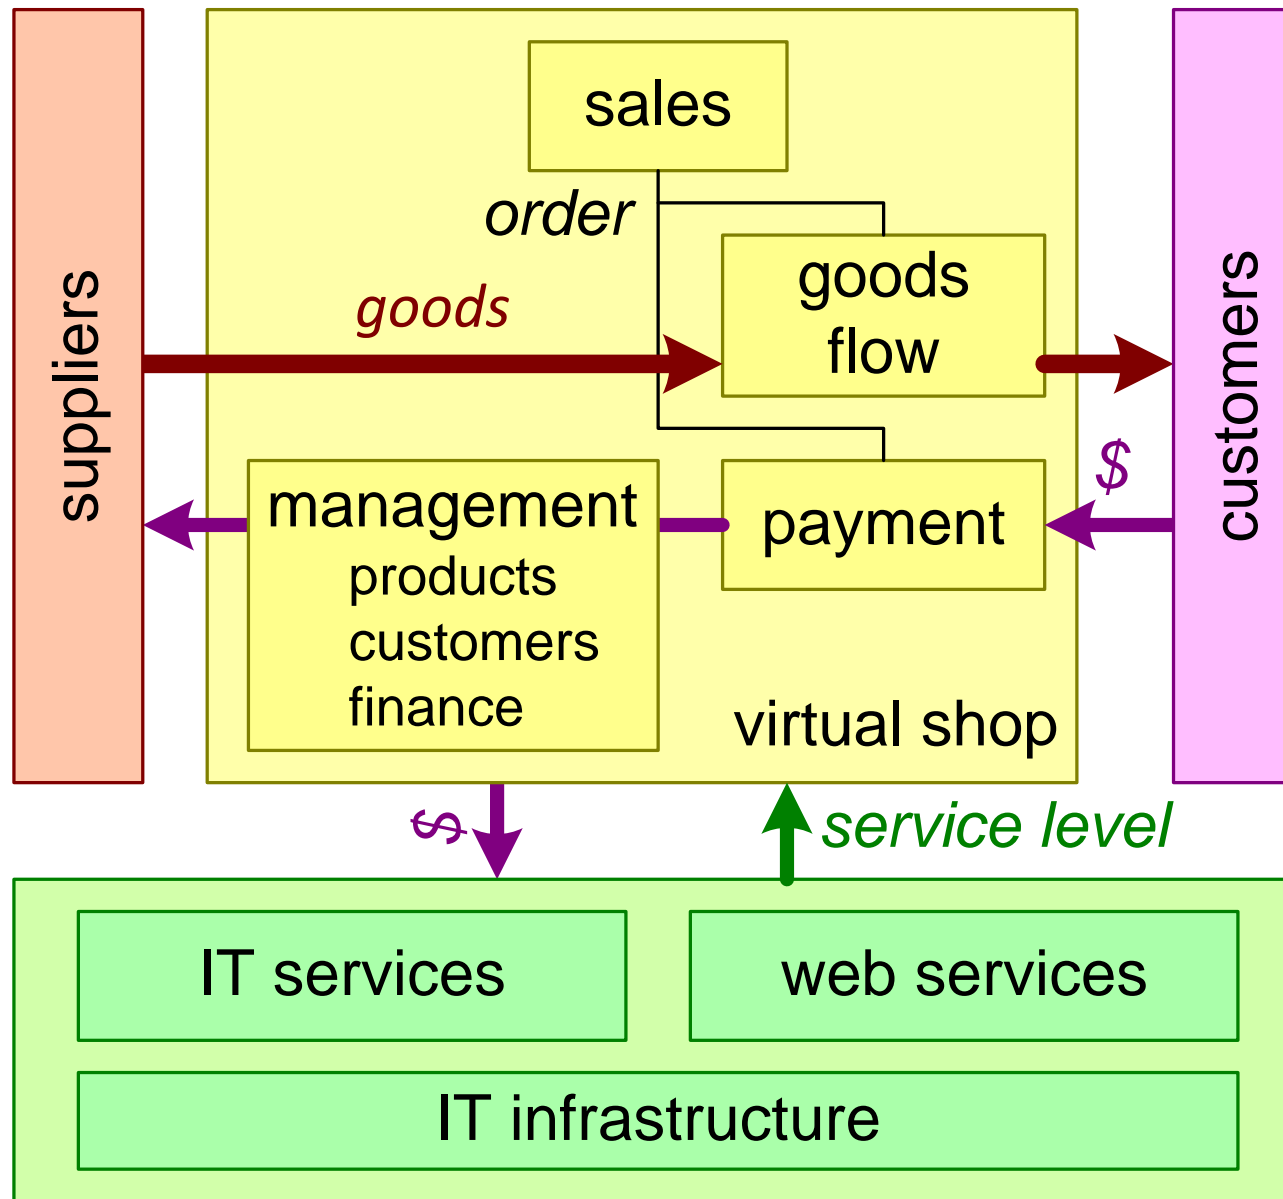 sales
order
goods
flow
goods
suppliers
customers
$
management
products
customers
finance
payment
virtual shop
$
service level
IT services
web services
IT infrastructure